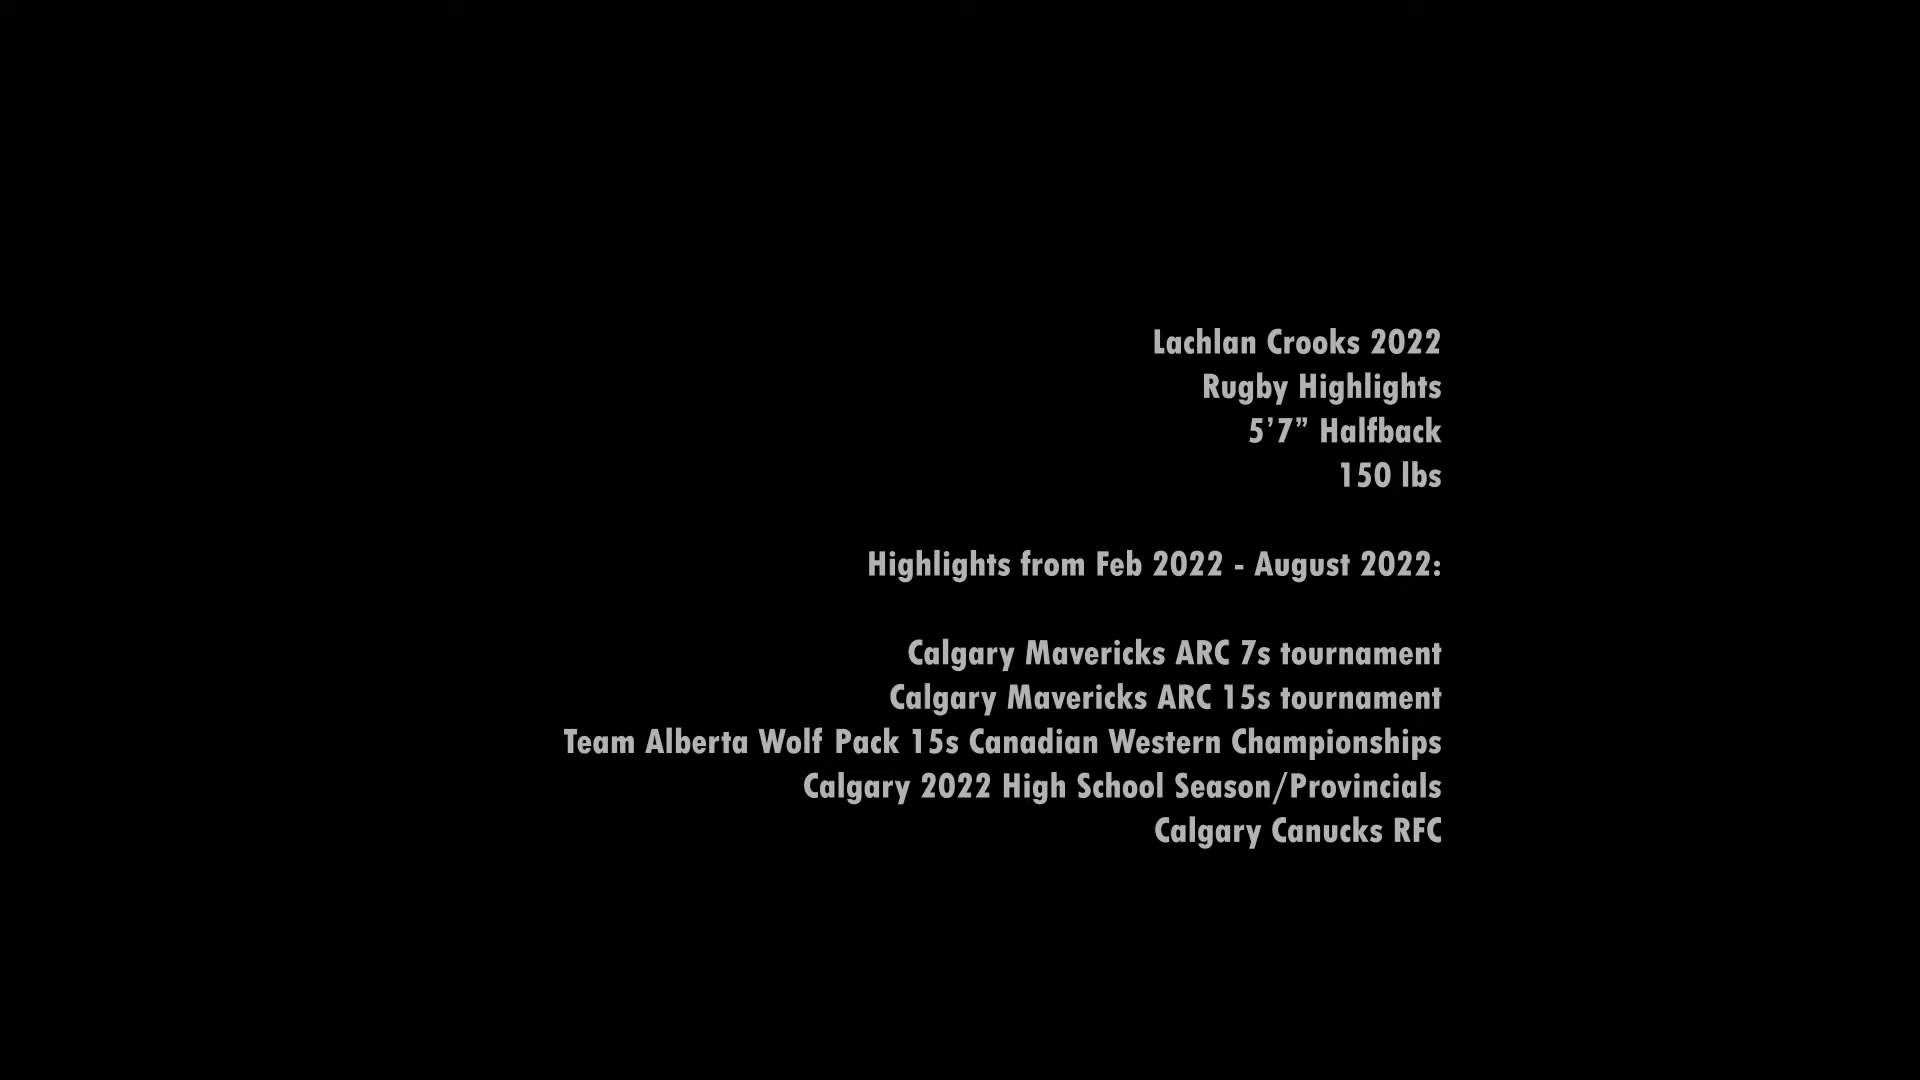 Lachlan Crooks 2022
Rugby Highlights
5’7” Halfback
150 lbs
Highlights from Feb 2022 - August 2022:
Calgary Mavericks ARC 7s tournament
Calgary Mavericks ARC 15s tournament
Team Alberta Wolf Pack 15s Canadian Western Championships
Calgary 2022 High School Season/Provincials
Calgary Canucks RFC